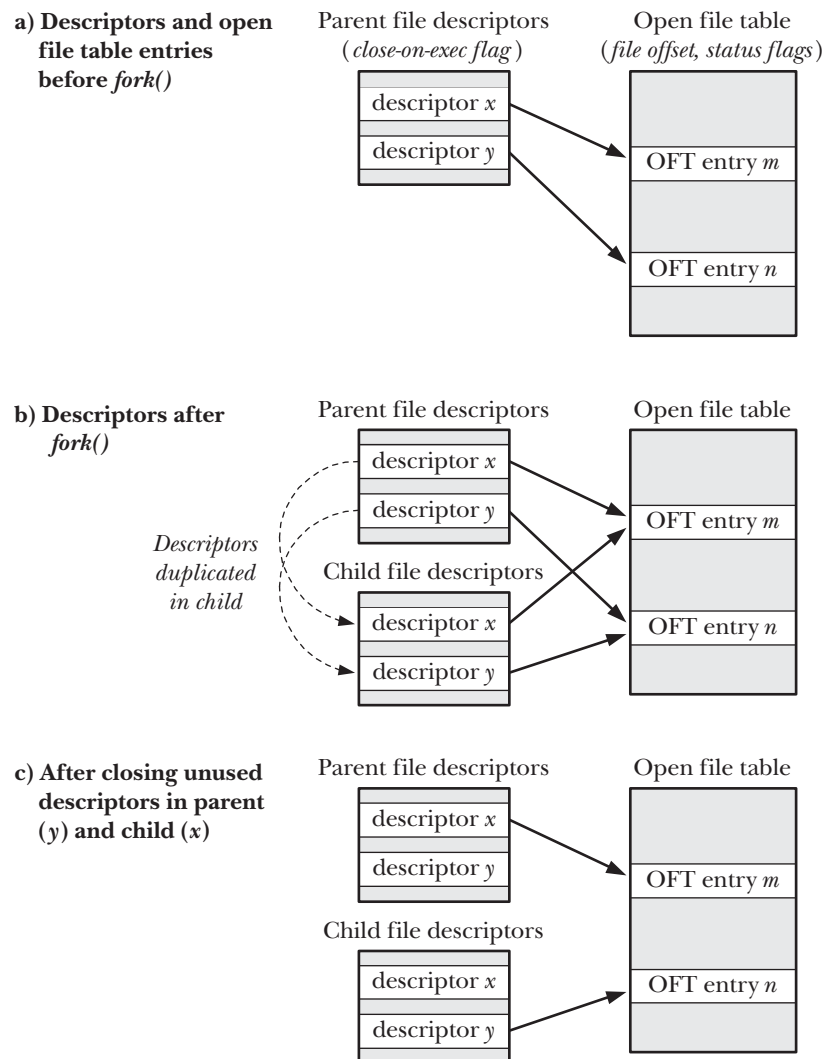 a) Descriptors and open
file table entries
before fork()
Parent file descriptors
(close-on-exec flag)
descriptor x
descriptor y
Open file table
(file offset, status flags)
OFT entry m
OFT entry n
b) Descriptors after
fork()
Descriptors
duplicated
in child
Parent file descriptors
descriptor x
descriptor y
Child file descriptors
descriptor x
descriptor y
Open file table
OFT entry m
OFT entry n
c) After closing unused
descriptors in parent
(y) and child (x)
Parent file descriptors
descriptor x
descriptor y
Child file descriptors
descriptor x
descriptor y
Open file table
OFT entry m
OFT entry n